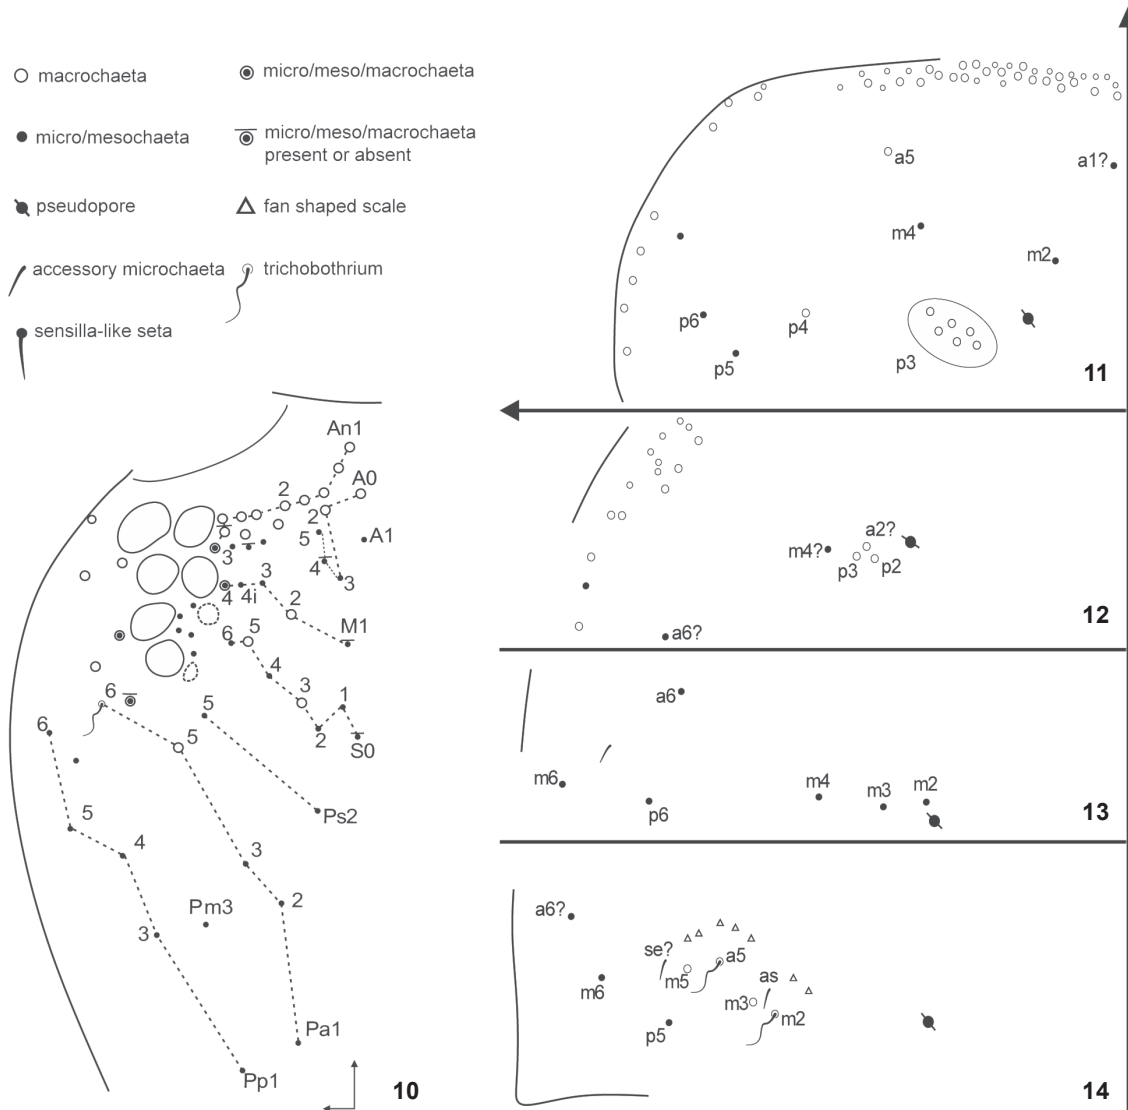 macrochaeta
micro/meso/macrochaeta
micro/mesochaeta
micro/meso/macrochaeta
present or absent
pseudopore
fan shaped scale
accessory microchaeta
trichobothrium
sensilla-like seta
An1
2
A0
2
5
A1
3
4
3
4
4i
3
2
M1
6
5
4
3
1
2
S0
6
5
6
5
Ps2
5
4
3
2
Pm3
3
Pa1
Pp1
10
a5
a1?
m4
m2
p6
p4
p5
p3
11
a2?
m4?
p3
p2
a6?
12
a6
m6
p6
m4
m3
m2
13
a6?
se?
a5
m5
as
m6
m3
m2
p5
14